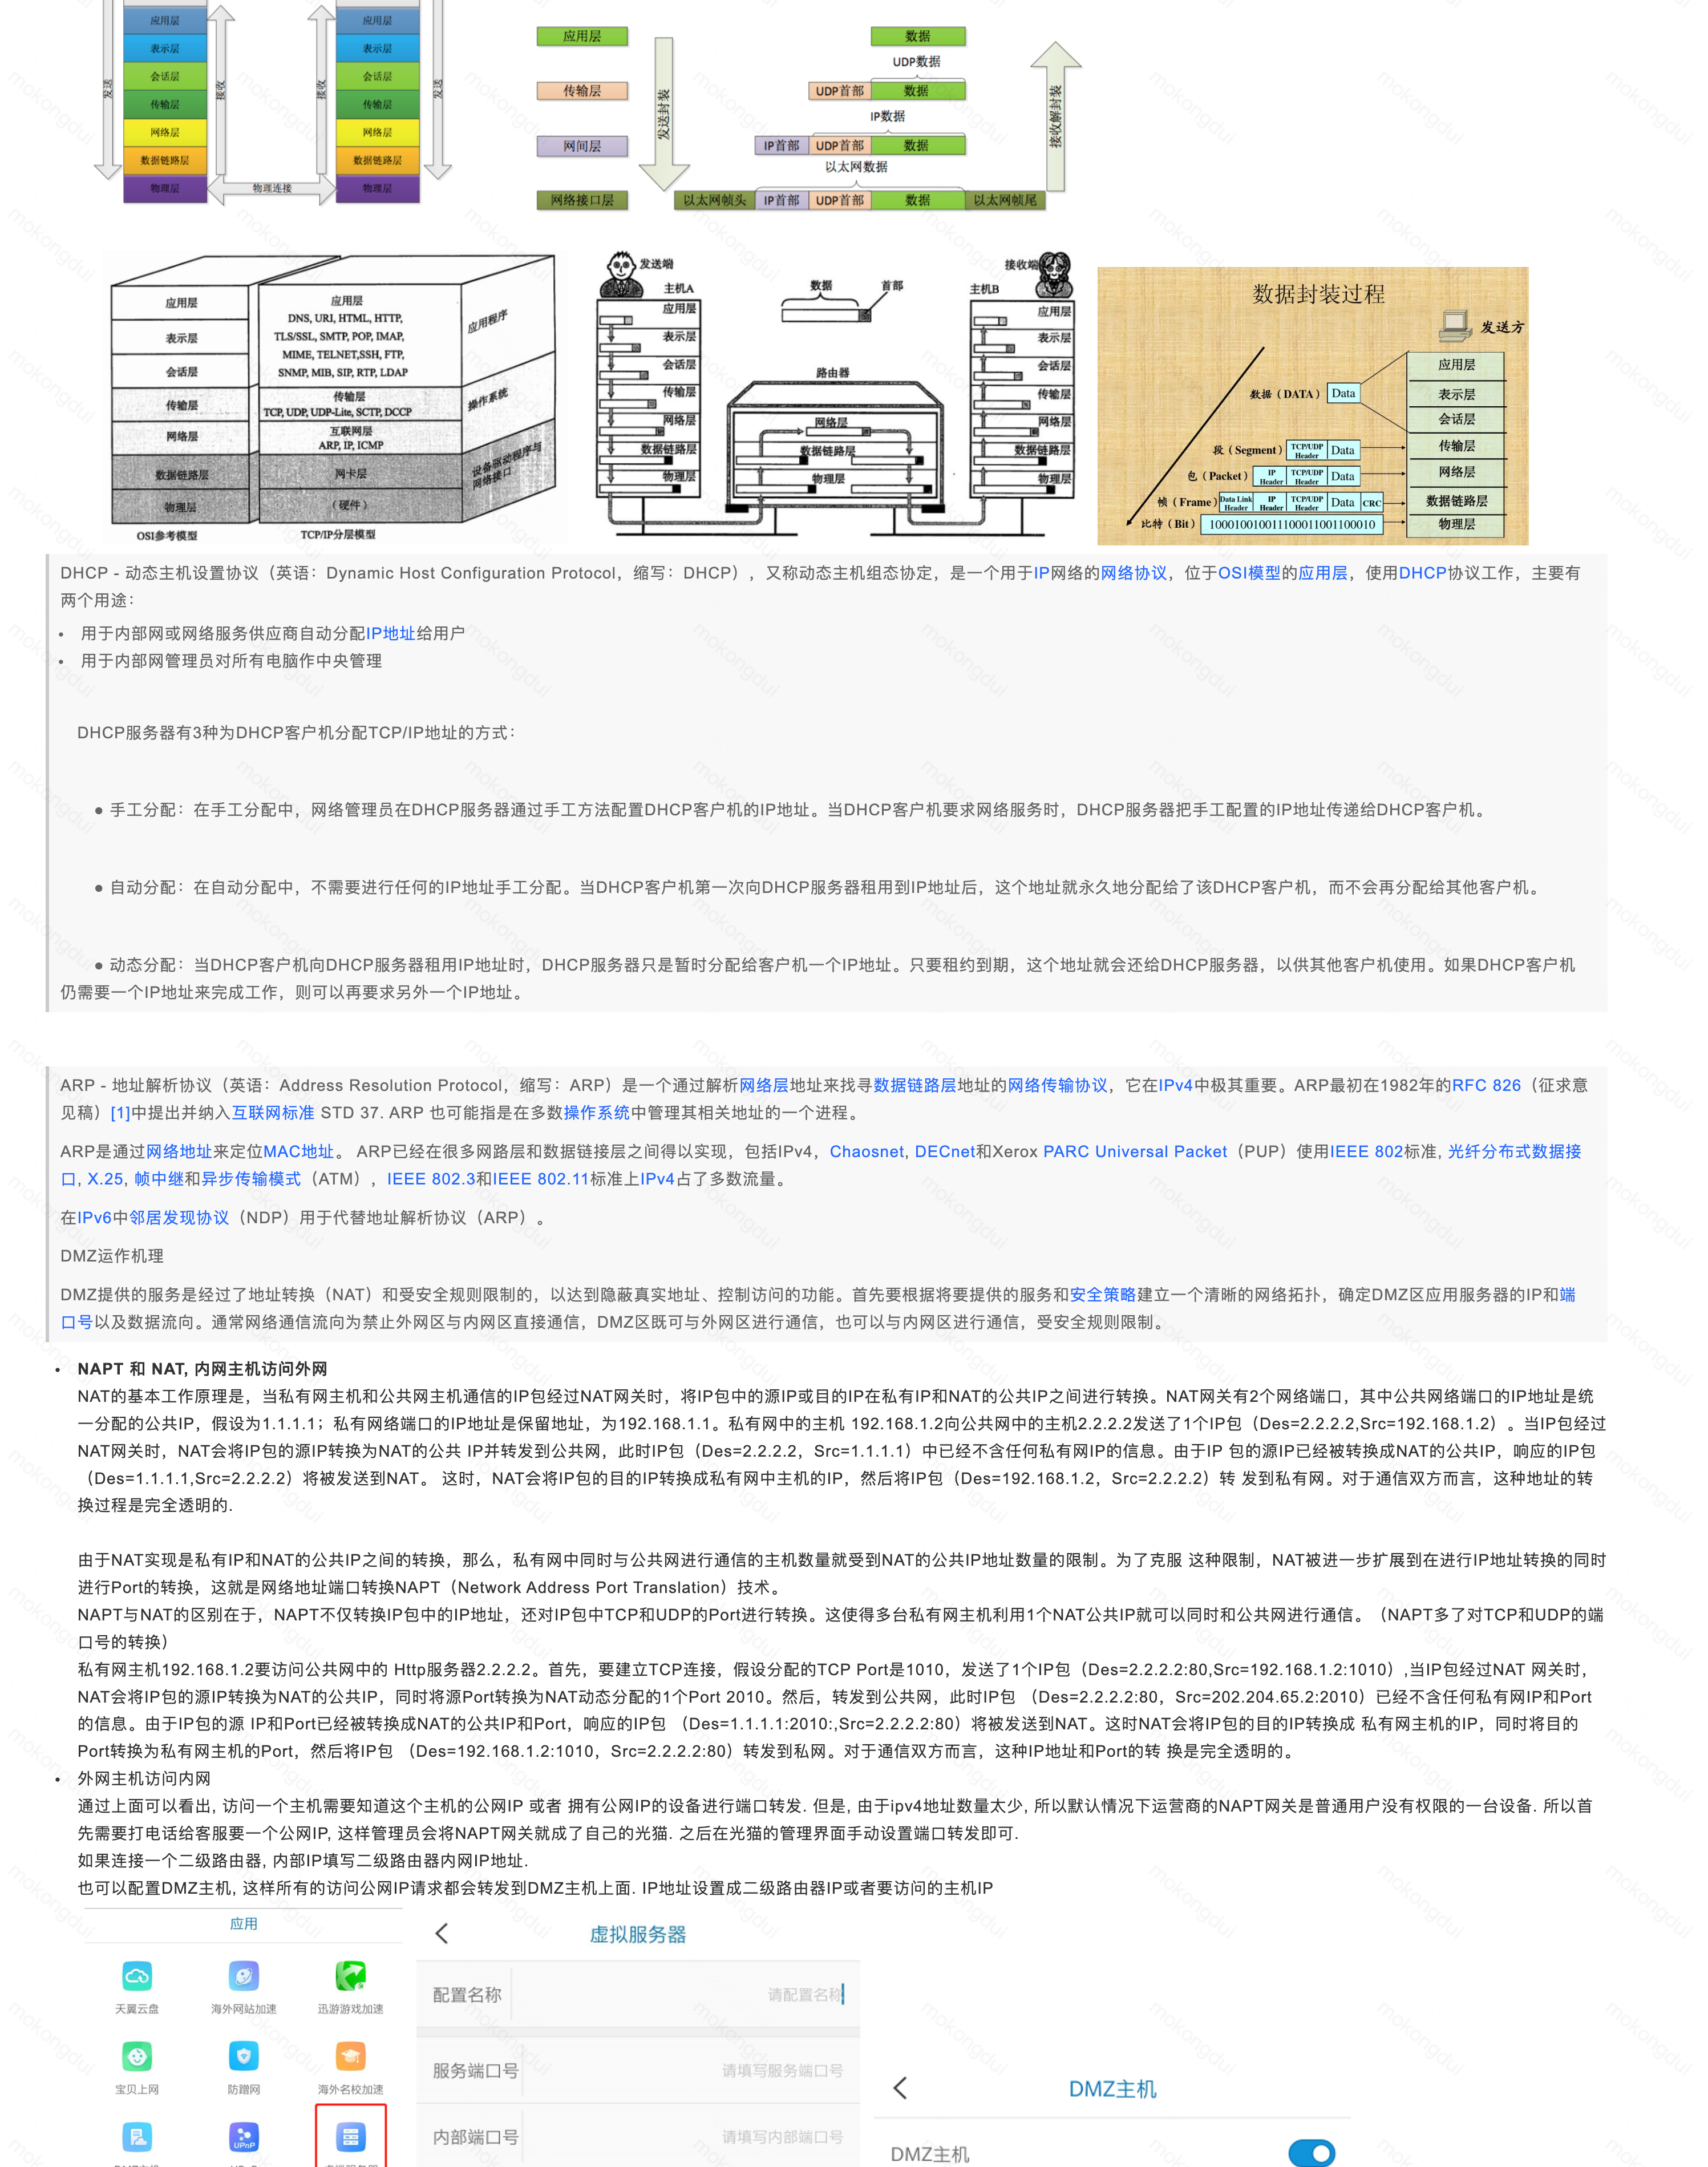 应用层
表示层
会话层
传输层
网络层
数据链路层
物理层
发送
接收
物理连接
接收
发送
应用层
表示层
会话层
传输层
网络层
数据链路层
物理层
应用层
传输层
网间层
网络接口层
发送封装
数据
UDP数据
UDP首部 数据
IP数据
IP首部 UDP首部 数据
以太网数据
以太网帧头 IP首部 UDP首部 数据 以太网帧尾
接收解封装
应用层
表示层
会话层
传输层
网络层
数据链路层
物理层
OSI参考模型
应用层
DNS, URI, HTML, HTTP,
TLS/SSL, SMTP, POP, IMAP,
MIME, TELNET,SSH, FTP,
SNMP, MIB, SIP, RTP, LDAP
传输层
TCP, UDP, UDP-Lite, SCTP, DCCP
互联网层
ARP, IP, ICMP
网卡层
（硬件）
TCP/IP分层模型
应用程序
操作系统
设备驱动程序与
网络接口
发送端
主机A
应用层
表示层
会话层
传输层
网络层
数据链路层
物理层
数据 首部
路由器
网络层
数据链路层
物理层
接收端
主机B
应用层
表示层
会话层
传输层
网络层
数据链路层
物理层
数据封装过程
发送方
应用层
数据（DATA） Data
表示层
会话层
段（Segment） TCP/UDP Header Data
传输层
包（Packet） IP Header TCP/UDP Header Data
网络层
帧（Frame） Data Link Header IP Header TCP/UDP Header Data CRC
数据链路层
比特（Bit） 1000100100111000110011000 10
物理层
DHCP - 动态主机设置协议（英语：Dynamic Host Configuration Protocol，缩写：DHCP），又称动态主机组态协定，是一个用于IP网络的网络协议，位于OSI模型的应用层，使用DHCP协议工作，主要有
两个用途：
• 用于内部网或网络服务供应商自动分配IP地址给用户
• 用于内部网管理员对所有电脑作中央管理
DHCP服务器有3种为DHCP客户机分配TCP/IP地址的方式：
● 手工分配：在手工分配中，网络管理员在DHCP服务器通过手工方法配置DHCP客户机的IP地址。当DHCP客户机要求网络服务时，DHCP服务器把手工配置的IP地址传递给DHCP客户机。
● 自动分配：在自动分配中，不需要进行任何的IP地址手工分配。当DHCP客户机第一次向DHCP服务器租用到IP地址后，这个地址就永久地分配给了该DHCP客户机，而不会再分配给其他客户机。
● 动态分配：当DHCP客户机向DHCP服务器租用IP地址时，DHCP服务器只是暂时分配给客户机一个IP地址。只要租约到期，这个地址就会还给DHCP服务器，以供其他客户机使用。如果DHCP客户机
仍需要一个IP地址来完成工作，则可以再要求另外一个IP地址。
ARP - 地址解析协议（英语：Address Resolution Protocol，缩写：ARP）是一个通过解析网络层地址来找寻数据链路层地址的网络传输协议，它在IPv4中极其重要。ARP最初在1982年的RFC 826（征求意
见稿）[1]中提出并纳入互联网标准 STD 37. ARP 也可能指是在多数操作系统中管理其相关地址的一个进程。
ARP是通过网络地址来定位MAC地址。 ARP已经在很多网路层和数据链接层之间得以实现，包括IPv4，Chaosnet, DECnet和Xerox PARC Universal Packet（PUP）使用IEEE 802标准, 光纤分布式数据接
口, X.25, 帧中继和异步传输模式（ATM），IEEE 802.3和IEEE 802.11标准上IPv4占了多数流量。
在IPv6中邻居发现协议（NDP）用于代替地址解析协议（ARP）。
DMZ运作机理
DMZ提供的服务是经过了地址转换（NAT）和受安全规则限制的，以达到隐蔽真实地址、控制访问的功能。首先要根据将要提供的服务和安全策略建立一个清晰的网络拓扑，确定DMZ区应用服务器的IP和端
口号以及数据流向。通常网络通信流向为禁止外网区与内网区直接通信，DMZ区既可与外网区进行通信，也可以与内网区进行通信，受安全规则限制。
• NAPT 和 NAT, 内网主机访问外网
NAT的基本工作原理是，当私有网主机和公共网主机通信的IP包经过NAT网关时，将IP包中的源IP或目的IP在私有IP和NAT的公共IP之间进行转换。NAT网关有2个网络端口，其中公共网络端口的IP地址是统
一分配的公共IP，假设为1.1.1.1；私有网络端口的IP地址是保留地址，为192.168.1.1。私有网中的主机 192.168.1.2向公共网中的主机2.2.2.2发送了1个IP包（Des=2.2.2.2,Src=192.168.1.2）。当IP包经过
NAT网关时，NAT会将IP包的源IP转换为NAT的公共 IP并转发到公共网，此时IP包（Des=2.2.2.2，Src=1.1.1.1）中已经不含任何私有网IP的信息。由于IP 包的源IP已经被转换成NAT的公共IP，响应的IP包
（Des=1.1.1.1,Src=2.2.2.2）将被发送到NAT。 这时，NAT会将IP包的目的IP转换成私有网中主机的IP，然后将IP包（Des=192.168.1.2，Src=2.2.2.2）转 发到私有网。对于通信双方而言，这种地址的转
换过程是完全透明的.
由于NAT实现是私有IP和NAT的公共IP之间的转换，那么，私有网中同时与公共网进行通信的主机数量就受到NAT的公共IP地址数量的限制。为了克服 这种限制，NAT被进一步扩展到在进行IP地址转换的同时
进行Port的转换，这就是网络地址端口转换NAPT（Network Address Port Translation）技术。
NAPT与NAT的区别在于，NAPT不仅转换IP包中的IP地址，还对IP包中TCP和UDP的Port进行转换。这使得多台私有网主机利用1个NAT公共IP就可以同时和公共网进行通信。（NAPT多了对TCP和UDP的端
口号的转换）
私有网主机192.168.1.2要访问公共网中的 Http服务器2.2.2.2。首先，要建立TCP连接，假设分配的TCP Port是1010，发送了1个IP包（Des=2.2.2.2:80,Src=192.168.1.2:1010）,当IP包经过NAT 网关时，
NAT会将IP包的源IP转换为NAT的公共IP，同时将源Port转换为NAT动态分配的1个Port 2010。然后，转发到公共网，此时IP包 （Des=2.2.2.2:80，Src=202.204.65.2:2010）已经不含任何私有网IP和Port
的信息。由于IP包的源 IP和Port已经被转换成NAT的公共IP和Port，响应的IP包 （Des=1.1.1.1:2010:,Src=2.2.2.2:80）将被发送到NAT。这时NAT会将IP包的目的IP转换成 私有网主机的IP，同时将目的
Port转换为私有网主机的Port，然后将IP包 （Des=192.168.1.2:1010，Src=2.2.2.2:80）转发到私网。对于通信双方而言，这种IP地址和Port的转 换是完全透明的。
• 外网主机访问内网
通过上面可以看出, 访问一个主机需要知道这个主机的公网IP 或者 拥有公网IP的设备进行端口转发. 但是, 由于ipv4地址数量太少, 所以默认情况下运营商的NAPT网关是普通用户没有权限的一台设备. 所以首
先需要打电话给客服要一个公网IP, 这样管理员会将NAPT网关就成了自己的光猫. 之后在光猫的管理界面手动设置端口转发即可.
如果连接一个二级路由器, 内部IP填写二级路由器内网IP地址.
也可以配置DMZ主机, 这样所有的访问公网IP请求都会转发到DMZ主机上面. IP地址设置成二级路由器IP或者要访问的主机IP
应用
天翼云盘 海外网站加速 迅游游戏加速
宝贝上网 防蹭网 海外名校加速
UPnP
虚拟服务器
配置名称 请配置名称
服务端口号 请填写服务端口号
内部端口号 请填写内部端口号
DMZ主机
DMZ主机
mokongdui